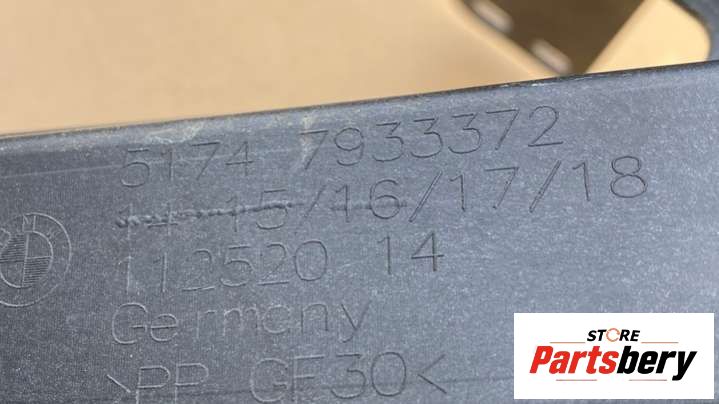 5174 7933372
14 15/16/17/18
112520 14
Germany
>PP GF30<
STORE
Partsbery